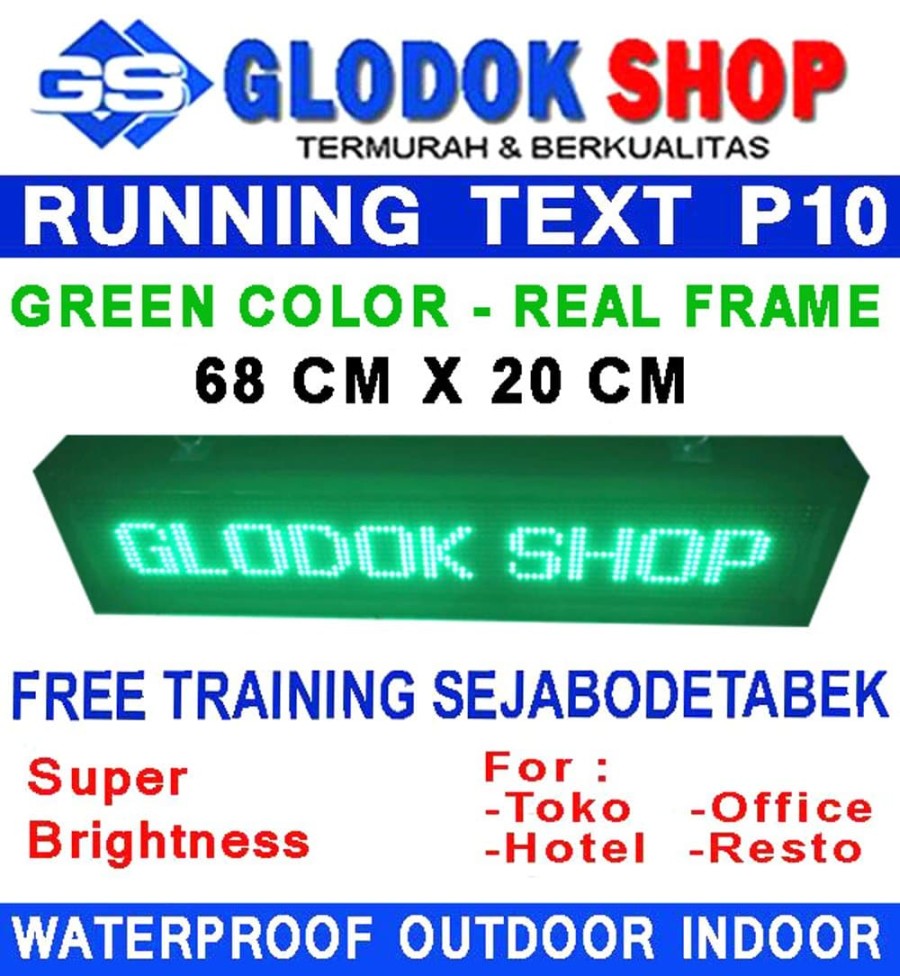 GS GLODOK SHOP
TERMURAH & BERKUALITAS
RUNNING TEXT P10
GREEN COLOR - REAL FRAME
68 CM X 20 CM
GLODOK SHOP
FREE TRAINING SEJABODETABEK
Super
Brightness
For :
-Toko -Office
-Hotel -Resto
WATERPROOF OUTDOOR INDOOR